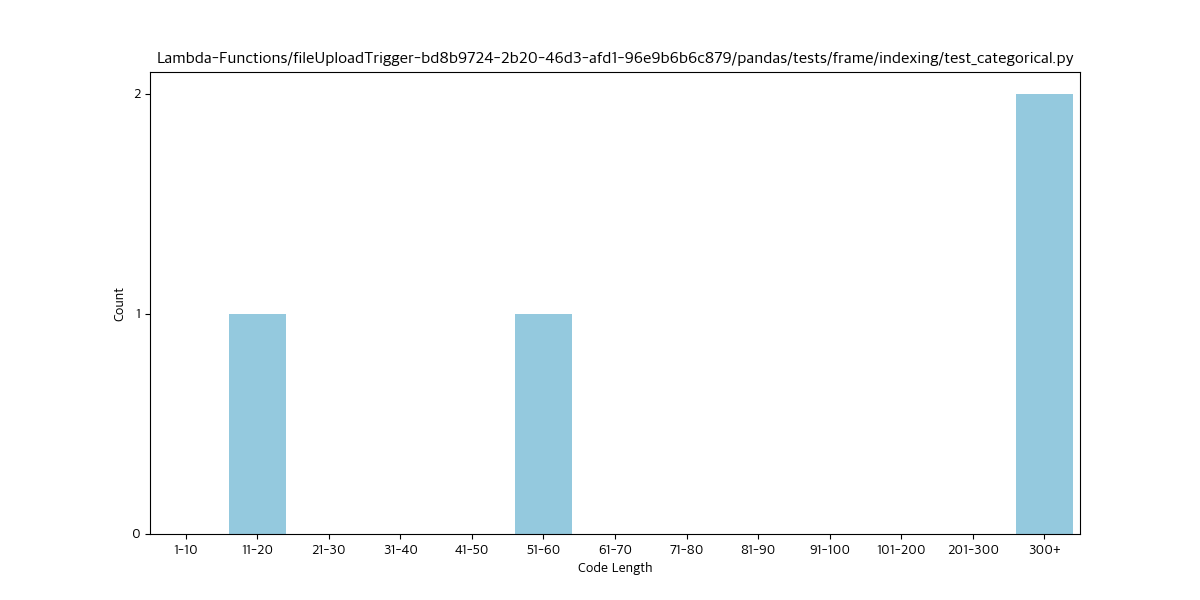 Lambda-Functions/fileUploadTrigger-bd8b9724-2b20-46d3-afd1-96e9b6b6c879/pandas/tests/frame/indexing/test_categorical.py
2
1
0
Count
1-10 11-20 21-30 31-40 41-50 51-60 61-70 71-80 81-90 91-100 101-200 201-300 300+
Code Length